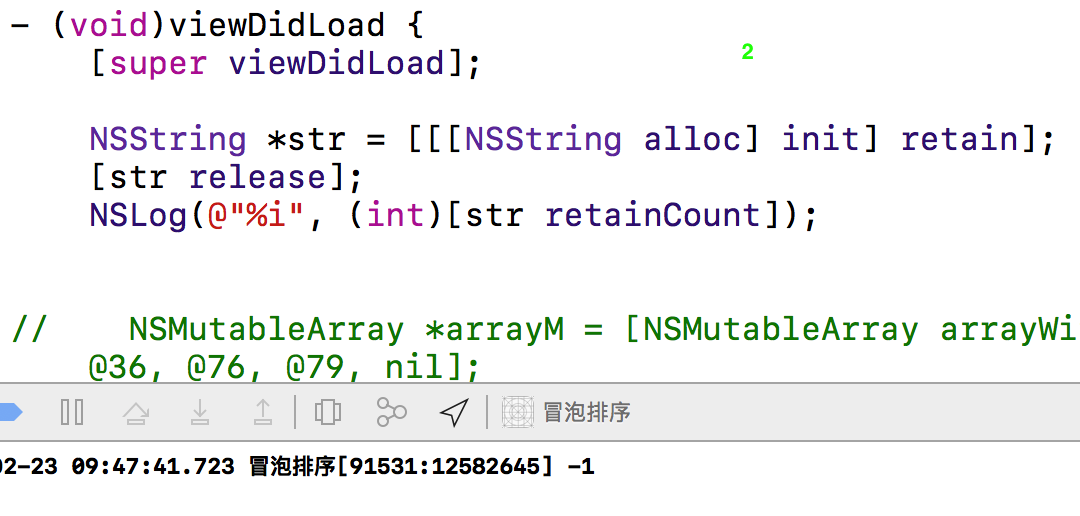 - (void)viewDidLoad {
[super viewDidLoad];
2
NSString *str = [[[NSString alloc] init] retain];
[str release];
NSLog(@"%i", (int)[str retainCount]);
// NSMutableArray *arrayM = [NSMutableArray arrayWi
@36, @76, @79, nil];
冒泡排序
02-23 09:47:41.723 冒泡排序[91531:12582645] -1